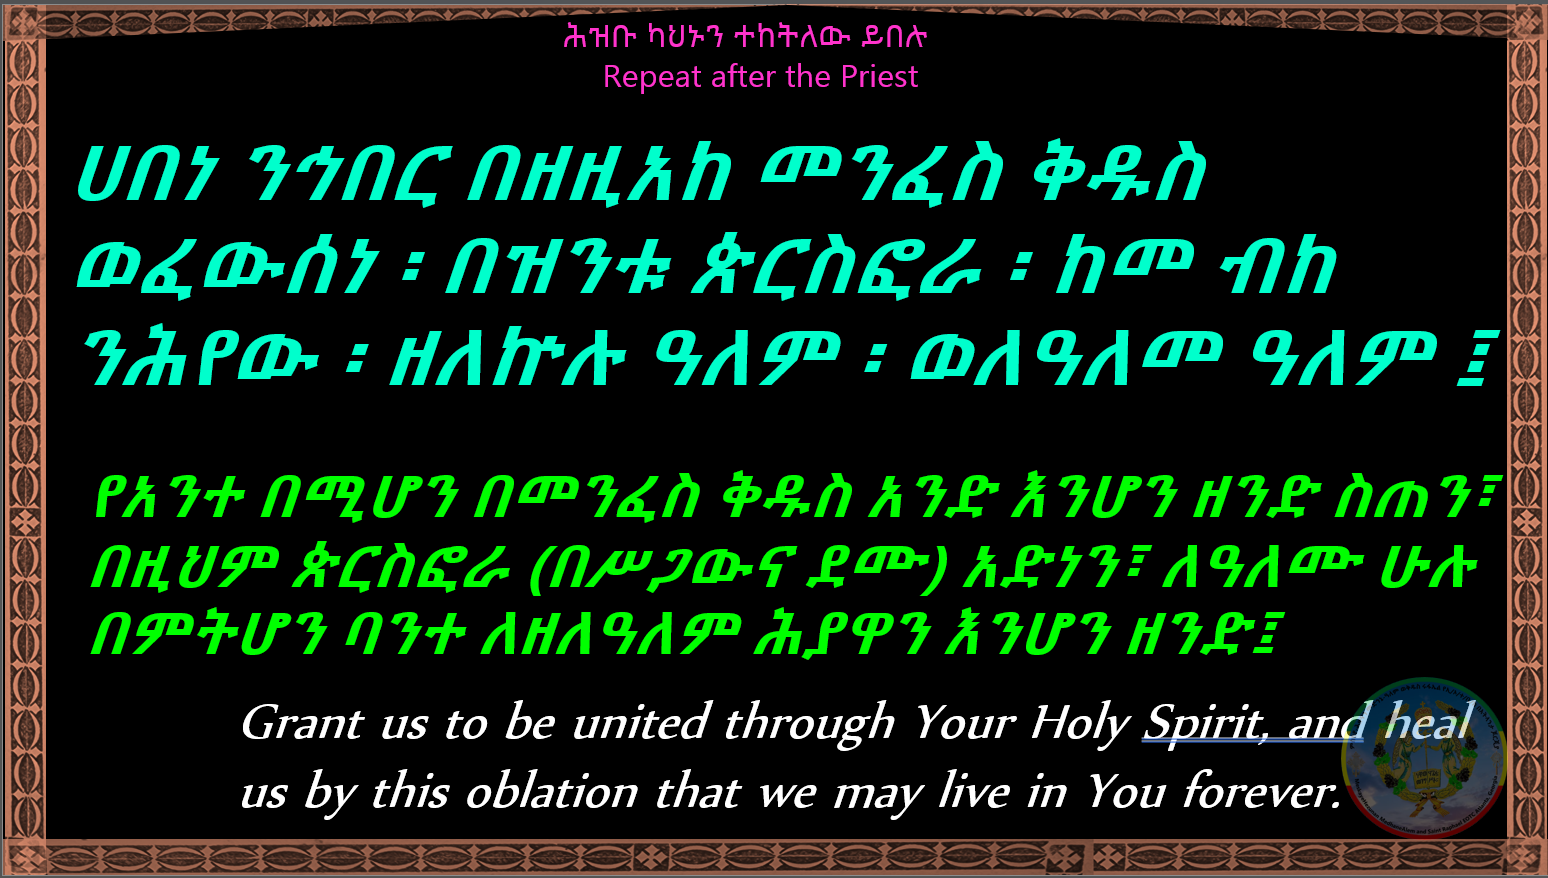 ሕዝቡ ካህኑን ተከትለው ይበሉ
Repeat after the Priest
ሀበነ ንኅበር በዘዚአከ መንፈስ ቅዱስ
ወፈውሰነ ፡ በዝንቱ ጵርስፎራ ፡ ከመ ብከ
ንሕየው ፡ ዘለኵሉ ዓለም ፡ ወለዓለመ ዓለም ፤
የአንተ በሚሆን በመንፈስ ቅዱስ አንድ እንሆን ዘንድ ስጠን፣
በዚህም ጵርስፎራ (በሥጋውና ደሙ) አድነን፣ ለዓለሙ ሁሉ
በምትሆን ባንተ ለዘለዓለም ሕያዋን እንሆን ዘንድ፤
Grant us to be united through Your Holy Spirit, and heal
us by this oblation that we may live in You forever.